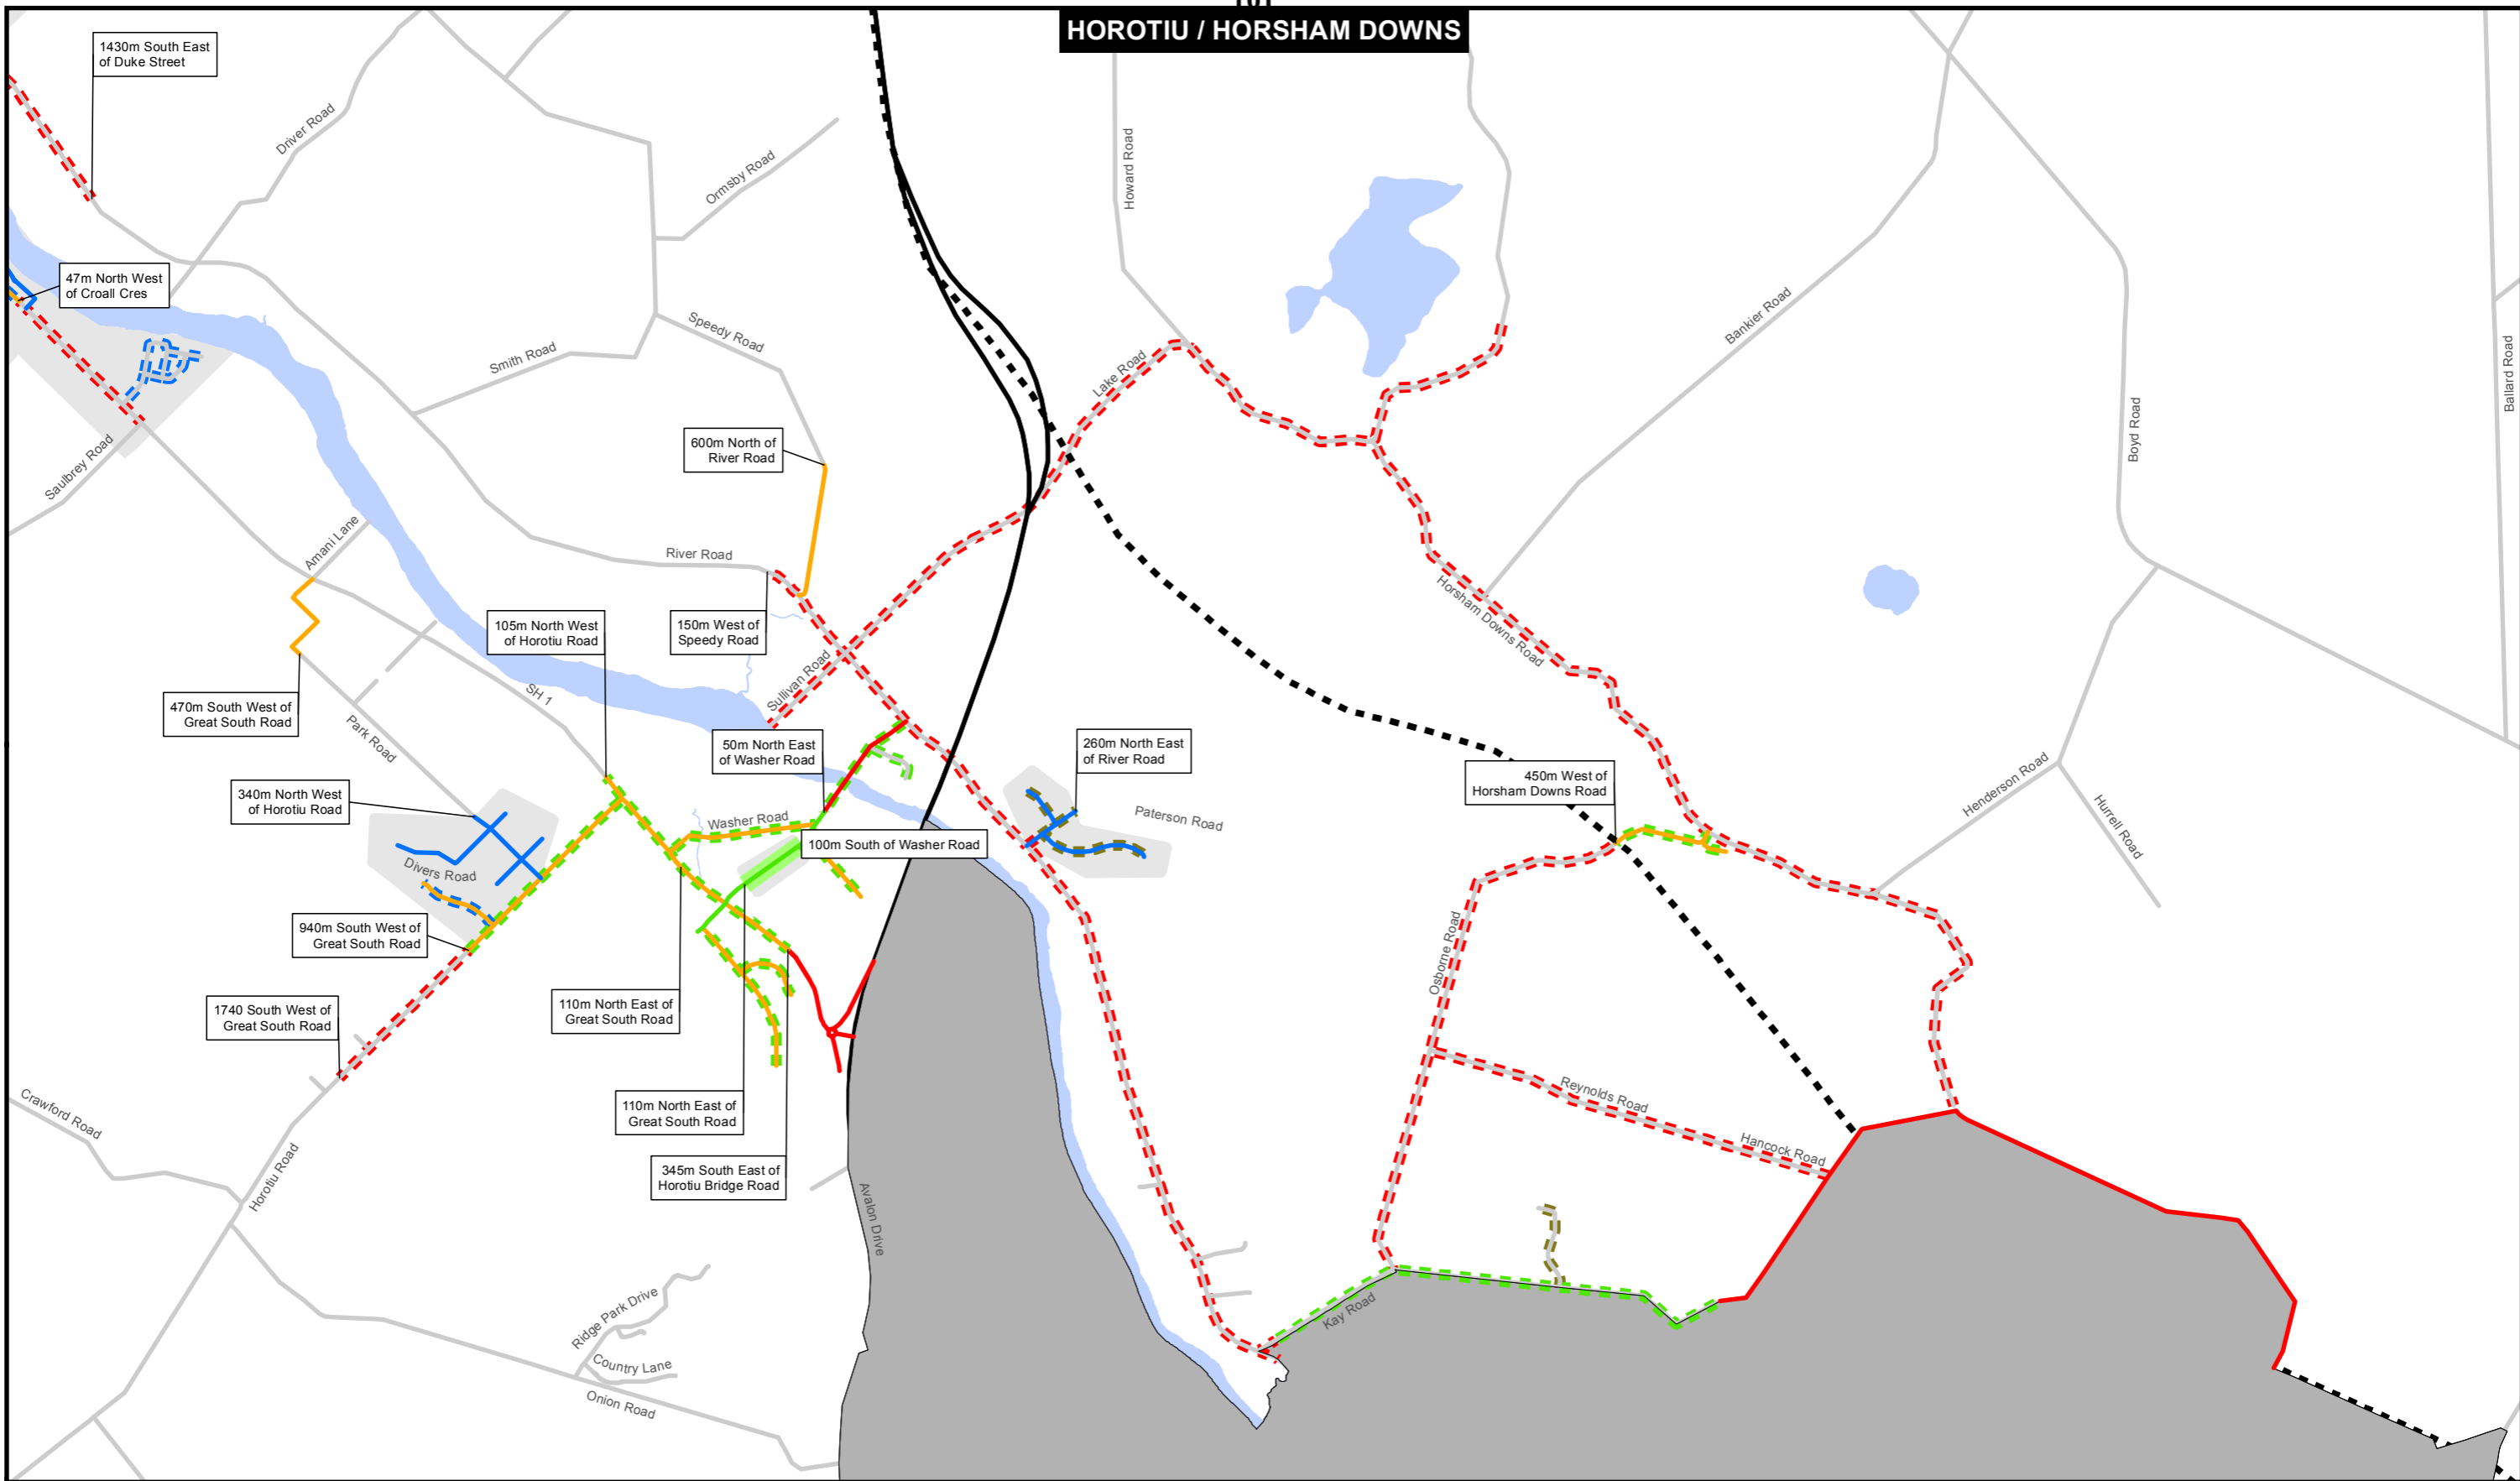 HOROTIU / HORSHAM DOWNS
1430m South East
of Duke Street
Driver Road
Ormsby Road
Howard Road
47m North West
of Croall Cres
Speedy Road
Smith Road
Lake Road
Bankier Road
Ballard Road
Boyd Road
Saulbrey Road
600m North of
River Road
Amani Lane
River Road
105m North West
of Horotiu Road
150m West of
Speedy Road
Horsham Downs Road
470m South West of
Great South Road
SH 1
Sullivan Road
Park Road
50m North East
of Washer Road
260m North East
of River Road
450m West of
Horsham Downs Road
Henderson Road
Hurrell Road
340m North West
of Horotiu Road
Washer Road
Paterson Road
100m South of Washer Road
Divers Road
940m South West of
Great South Road
Osborne Road
1740 South West of
Great South Road
110m North East of
Great South Road
Crawford Road
110m North East of
Great South Road
Reynolds Road
Hancock Road
345m South East of
Horotiu Bridge Road
Horotiu Road
Avalon Drive
Ridge Park Drive
Kay Road
Country Lane
Onion Road